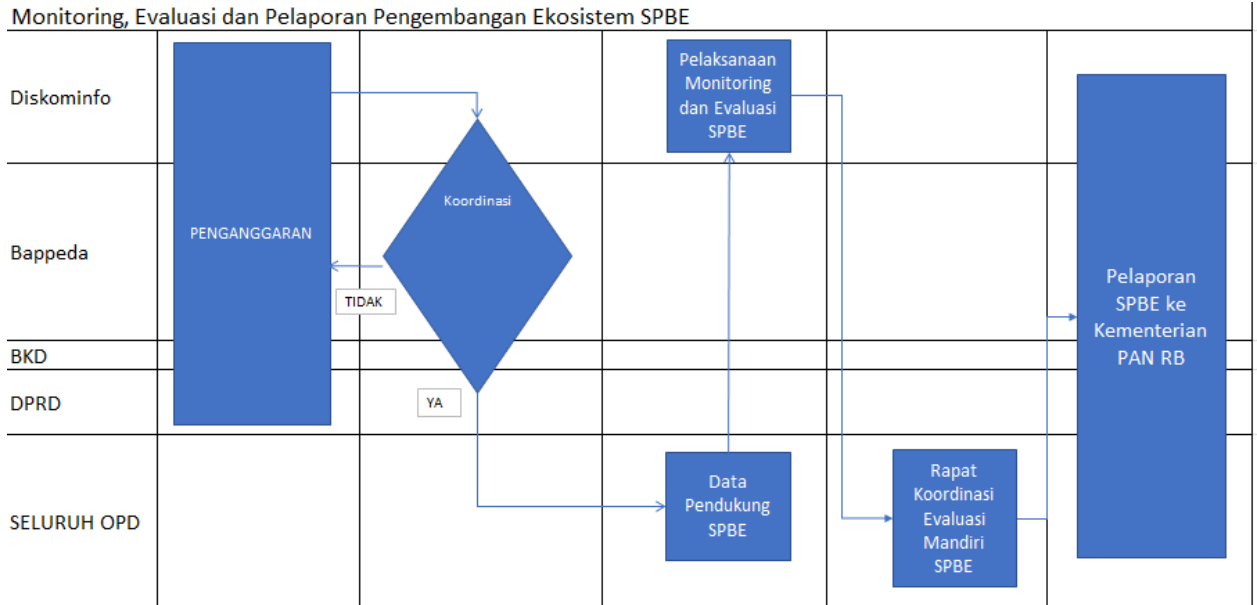 Monitoring, Evaluasi dan Pelaporan Pengembangan Ekosistem SPBE
Diskominfo
Bappeda
BKD
DPRD
SELURUH OPD
PENGANGGARAN
Koordinasi
TIDAK
YA
Pelaksanaan
Monitoring
dan Evaluasi
SPBE
Data
Pendukung
SPBE
Rapat
Koordinasi
Evaluasi
Mandiri
SPBE
Pelaporan
SPBE ke
Kementerian
PAN RB